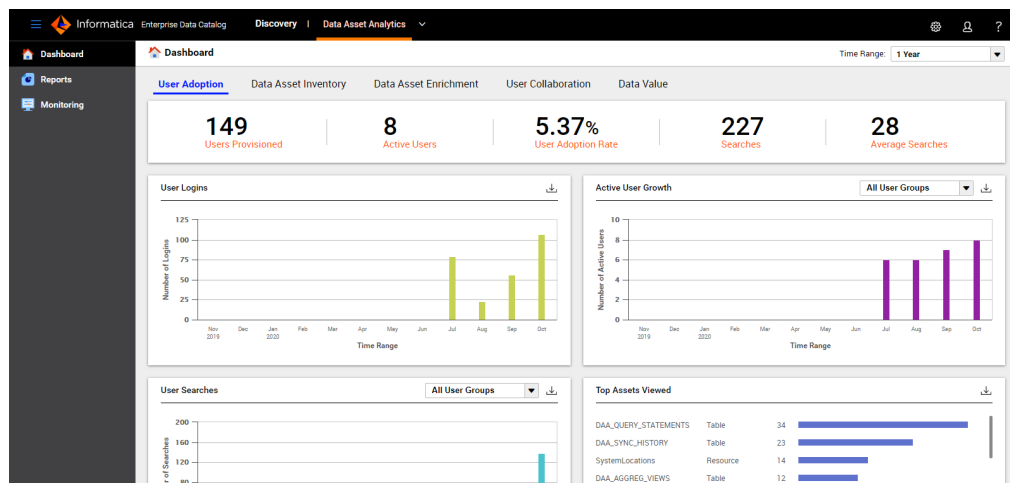 Informatica Enterprise Data Catalog Discovery | Data Asset Analytics ?
Dashboard
Reports
Monitoring
Dashboard
Time Range: 1 Year
User Adoption Data Asset Inventory Data Asset Enrichment User Collaboration Data Value
149 8 5.37% 227 28
Users Provisioned Active Users User Adoption Rate Searches Average Searches
User Logins
125
100
75
50
25
0
Number of Logins
Nov Dec Jan Feb Mar Apr May Jun Jul Aug Sep Oct
2019 2020
Time Range
Active User Growth All User Groups
10
8
6
4
2
0
Number of Active Users
Nov Dec Jan Feb Mar Apr May Jun Jul Aug Sep Oct
2019 2020
Time Range
User Searches All User Groups
200
160
120
80
r of Searches
Top Assets Viewed
DAA_QUERY_STATEMENTS Table 34
DAA_SYNC_HISTORY Table 23
SystemLocations Resource 14
DAA_AGGREG_VIEWS Table 12